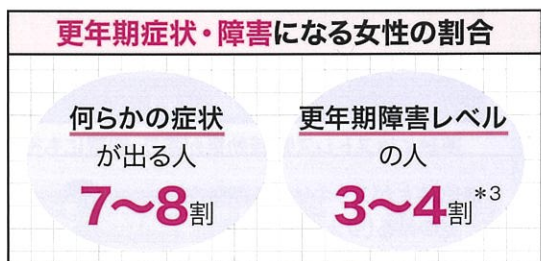 更年期症状・障害になる女性の割合
何らかの症状
が出る人
7〜8割
更年期障害レベル
の人
3〜4割*3